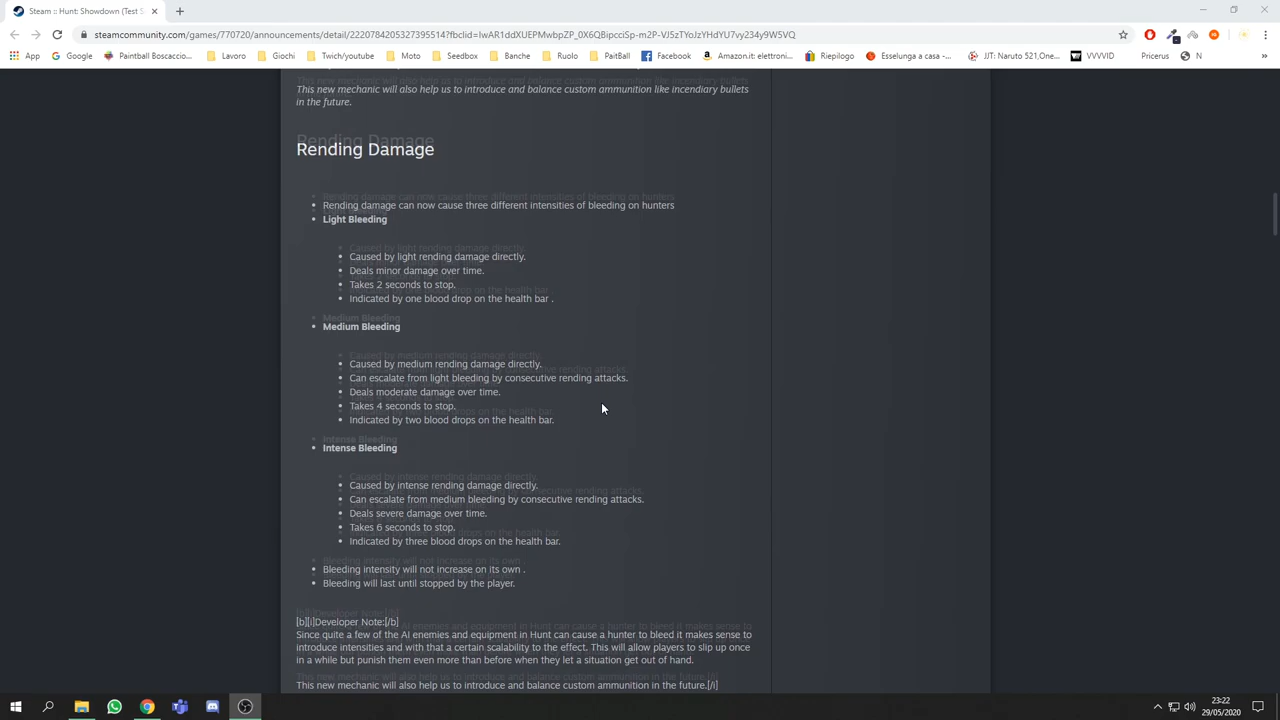 Steam :: Hunt: Showdown (Test S
steamcommunity.com/games/770720/announcements/detail/2220784205327395514?fbclid=IwAR1ddXUEPMwbpZP_0X6Q8ipcciSp-m2P-VJ5zTYoJzYHdYU7vy234y9W5VQ
App Google Paintball Boscaccio... Lavoro Giochi Twich/youtube Moto Seedbox Banche Ruolo PaitBall Facebook Amazon.it: elettroni... Riepilogo Esselunga a casa -... JJT: Naruto 521,One... VVVVID Pricerus N »
This new mechanic will also help us to introduce and balance custom ammunition like incendiary bullets
in the future.
Rending Damage
Rending damage can now cause three different intensities of bleeding on hunters
Light Bleeding
Caused by light rending damage directly.
Deals minor damage over time.
Takes 2 seconds to stop.
Indicated by one blood drop on the health bar .
Medium Bleeding
Caused by medium rending damage directly.
Can escalate from light bleeding by consecutive rending attacks.
Deals moderate damage over time.
Takes 4 seconds to stop.
Indicated by two blood drops on the health bar.
Intense Bleeding
Caused by intense rending damage directly.
Can escalate from medium bleeding by consecutive rending attacks.
Deals severe damage over time.
Takes 6 seconds to stop.
Indicated by three blood drops on the health bar.
Bleeding intensity will not increase on its own .
Bleeding will last until stopped by the player.
[b][i]Developer Note:[/b]
Since quite a few of the AI enemies and equipment in Hunt can cause a hunter to bleed it makes sense to
introduce intensities and with that a certain scalability to the effect. This will allow players to slip up once
in a while but punish them even more than before when they let a situation get out of hand.
This new mechanic will also help us to introduce and balance custom ammunition in the future.[/i]
23:22
29/05/2020